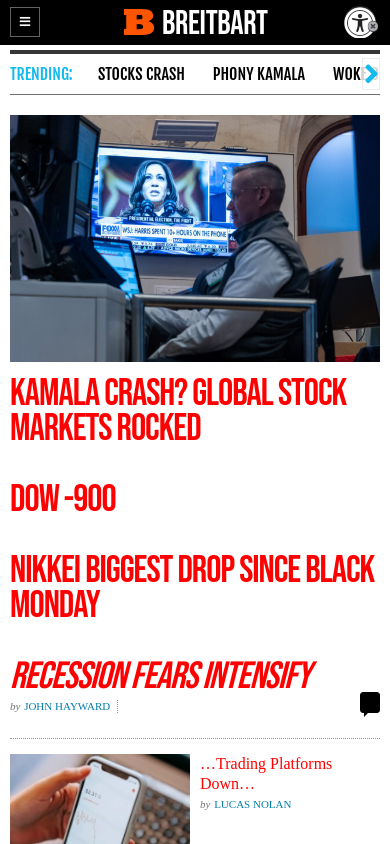 BREITBART
TRENDING: STOCKS CRASH PHONY KAMALA WOKE
PRESIDENTIAL ELECTION, THE FIGHT
WSJ: HARRIS SPENT 10+ HOURS ON THE PHONE
KAMALA CRASH? GLOBAL STOCK
MARKETS ROCKED
DOW -900
NIKKEI BIGGEST DROP SINCE BLACK
MONDAY
RECESSION FEARS INTENSIFY
by JOHN HAYWARD
…Trading Platforms
Down…
by LUCAS NOLAN